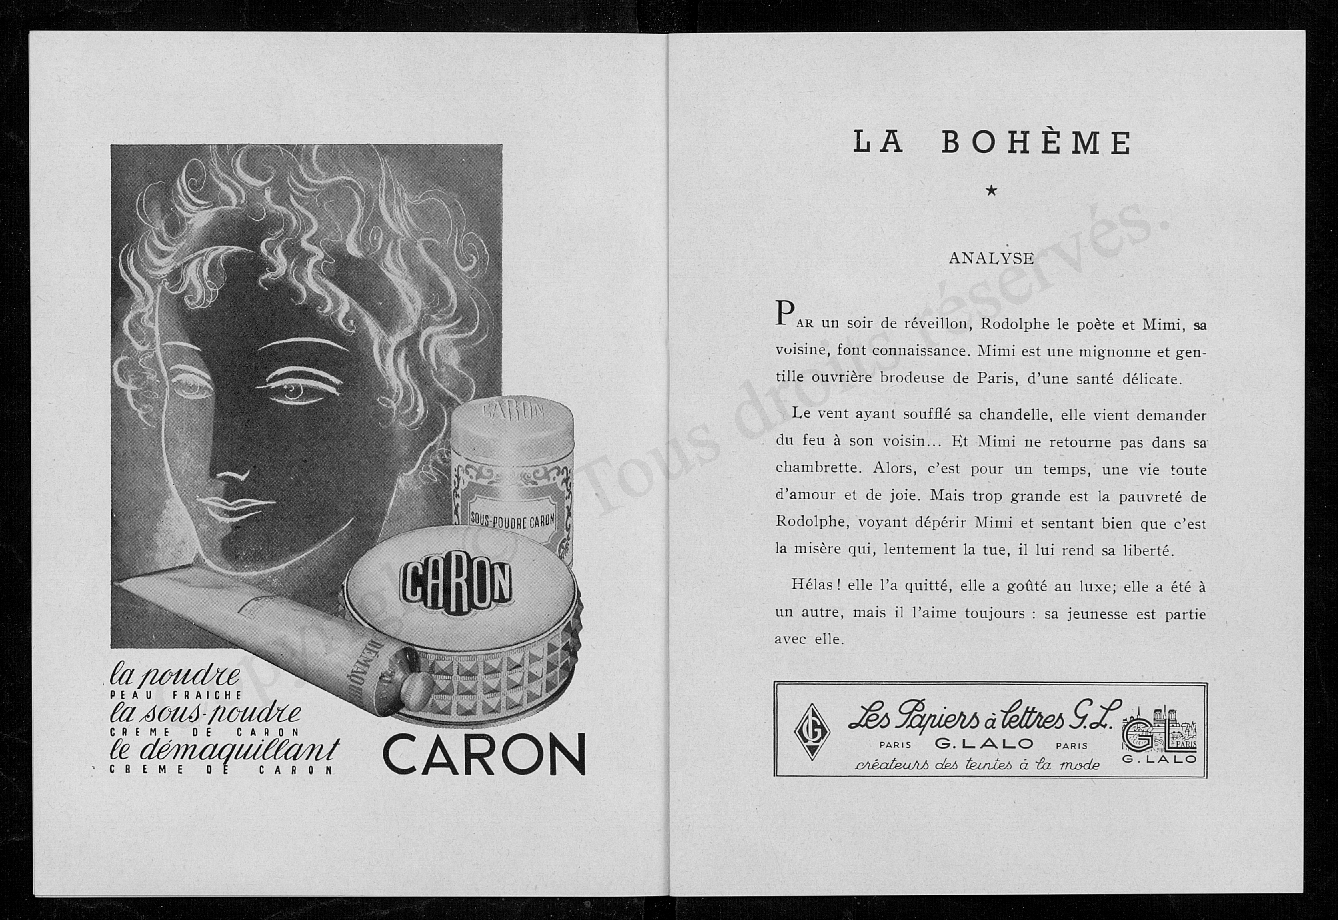 CARON
SOUS-POUDRE CARON
CARON
la poudre
PEAU FRAICHE
la sous-poudre
CREME DE CARON
le démaquillant
CREME DE CARON
CARON
LA BOHÈME
★
ANALYSE
PAR un soir de réveillon, Rodolphe le poète et Mimi, sa
voisine, font connaissance. Mimi est une mignonne et gen-
tille ouvrière brodeuse de Paris, d'une santé délicate.
Le vent ayant soufflé sa chandelle, elle vient demander
du feu à son voisin... Et Mimi ne retourne pas dans sa
chambrette. Alors, c'est pour un temps, une vie toute
d'amour et de joie. Mais trop grande est la pauvreté de
Rodolphe, voyant dépérir Mimi et sentant bien que c'est
la misère qui, lentement la tue, il lui rend sa liberté.
Hélas! elle l'a quitté, elle a goûté au luxe; elle a été à
un autre, mais il l'aime toujours : sa jeunesse est partie
avec elle.
GL
Les Papiers à lettres G.L.
PARIS G. LALO PARIS
créateurs des teintes à la mode
GL
PARIS
G. LALO
Tous droits réservés.